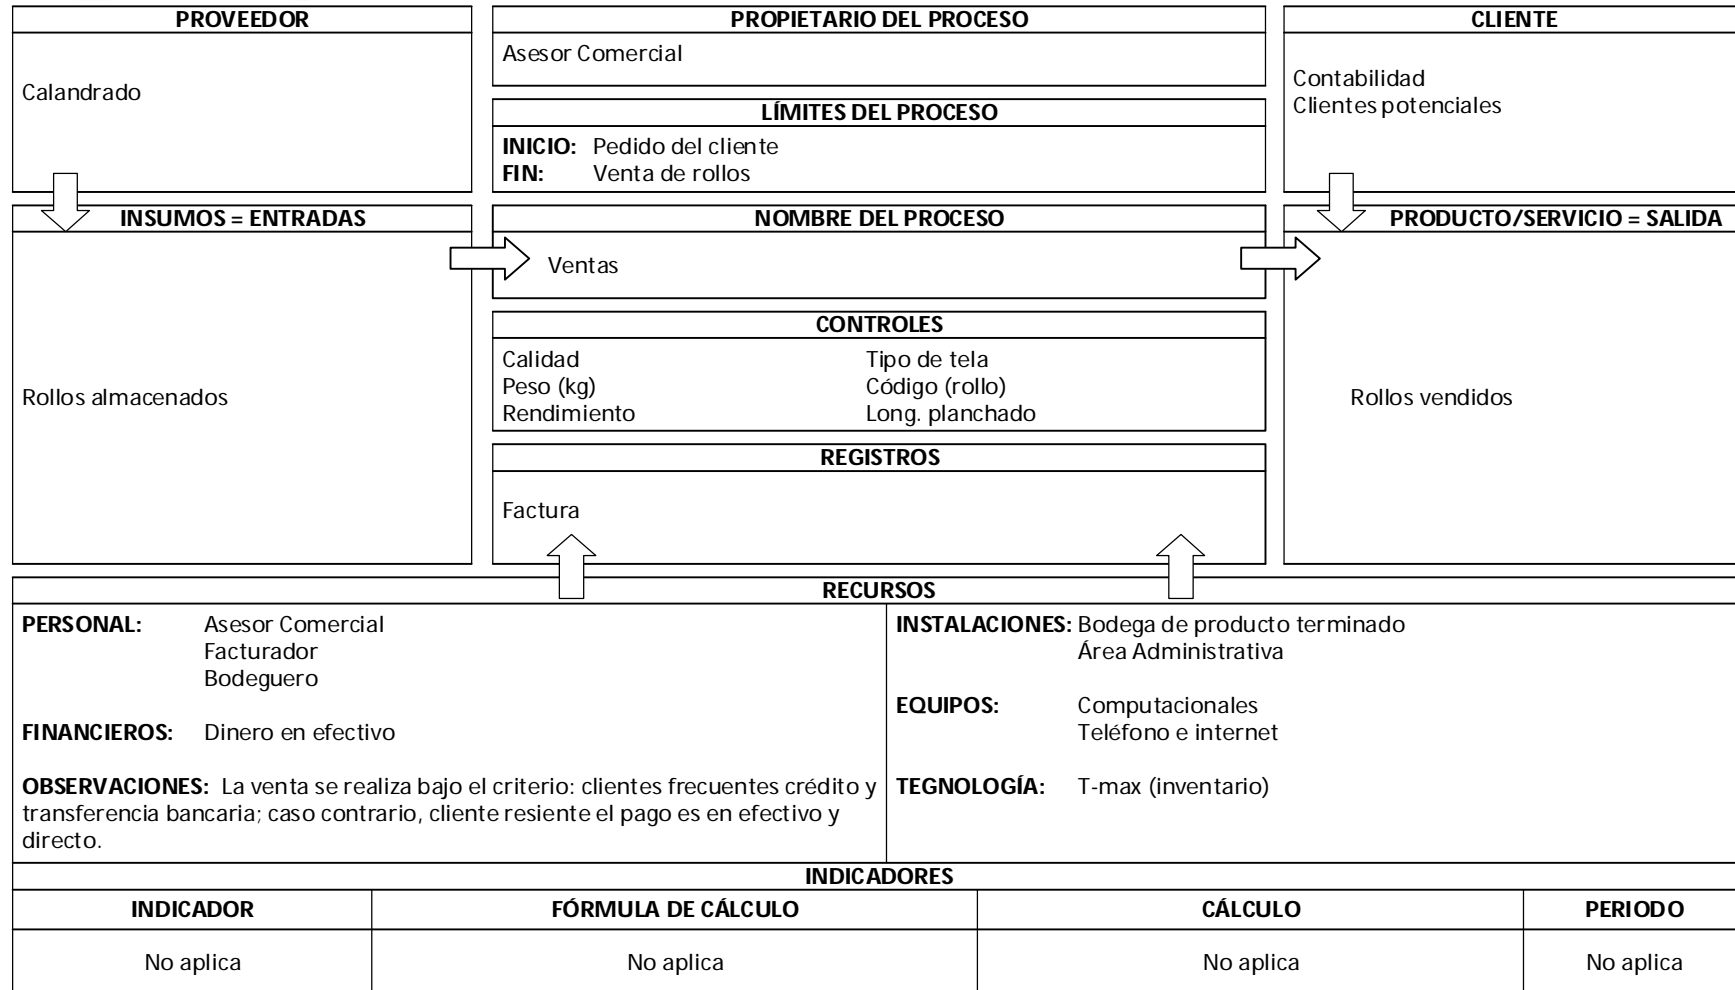 PROVEEDOR
Calandrado
PROPIETARIO DEL PROCESO
Asesor Comercial
LÍMITES DEL PROCESO
INICIO: Pedido del cliente
FIN: Venta de rollos
CLIENTE
Contabilidad
Clientes potenciales
INSUMOS = ENTRADAS
Rollos almacenados
NOMBRE DEL PROCESO
Ventas
CONTROLES
Calidad Tipo de tela
Peso (kg) Código (rollo)
Rendimiento Long. planchado
REGISTROS
Factura
PRODUCTO/SERVICIO = SALIDA
Rollos vendidos
RECURSOS
PERSONAL: Asesor Comercial
Facturador
Bodeguero
FINANCIEROS: Dinero en efectivo
OBSERVACIONES: La venta se realiza bajo el criterio: clientes frecuentes crédito y
transferencia bancaria; caso contrario, cliente resiente el pago es en efectivo y
directo.
INSTALACIONES: Bodega de producto terminado
Área Administrativa
EQUIPOS: Computacionales
Teléfono e internet
TEGNOLOGÍA: T-max (inventario)
INDICADORES
INDICADOR FÓRMULA DE CÁLCULO CÁLCULO PERIODO
No aplica No aplica No aplica No aplica